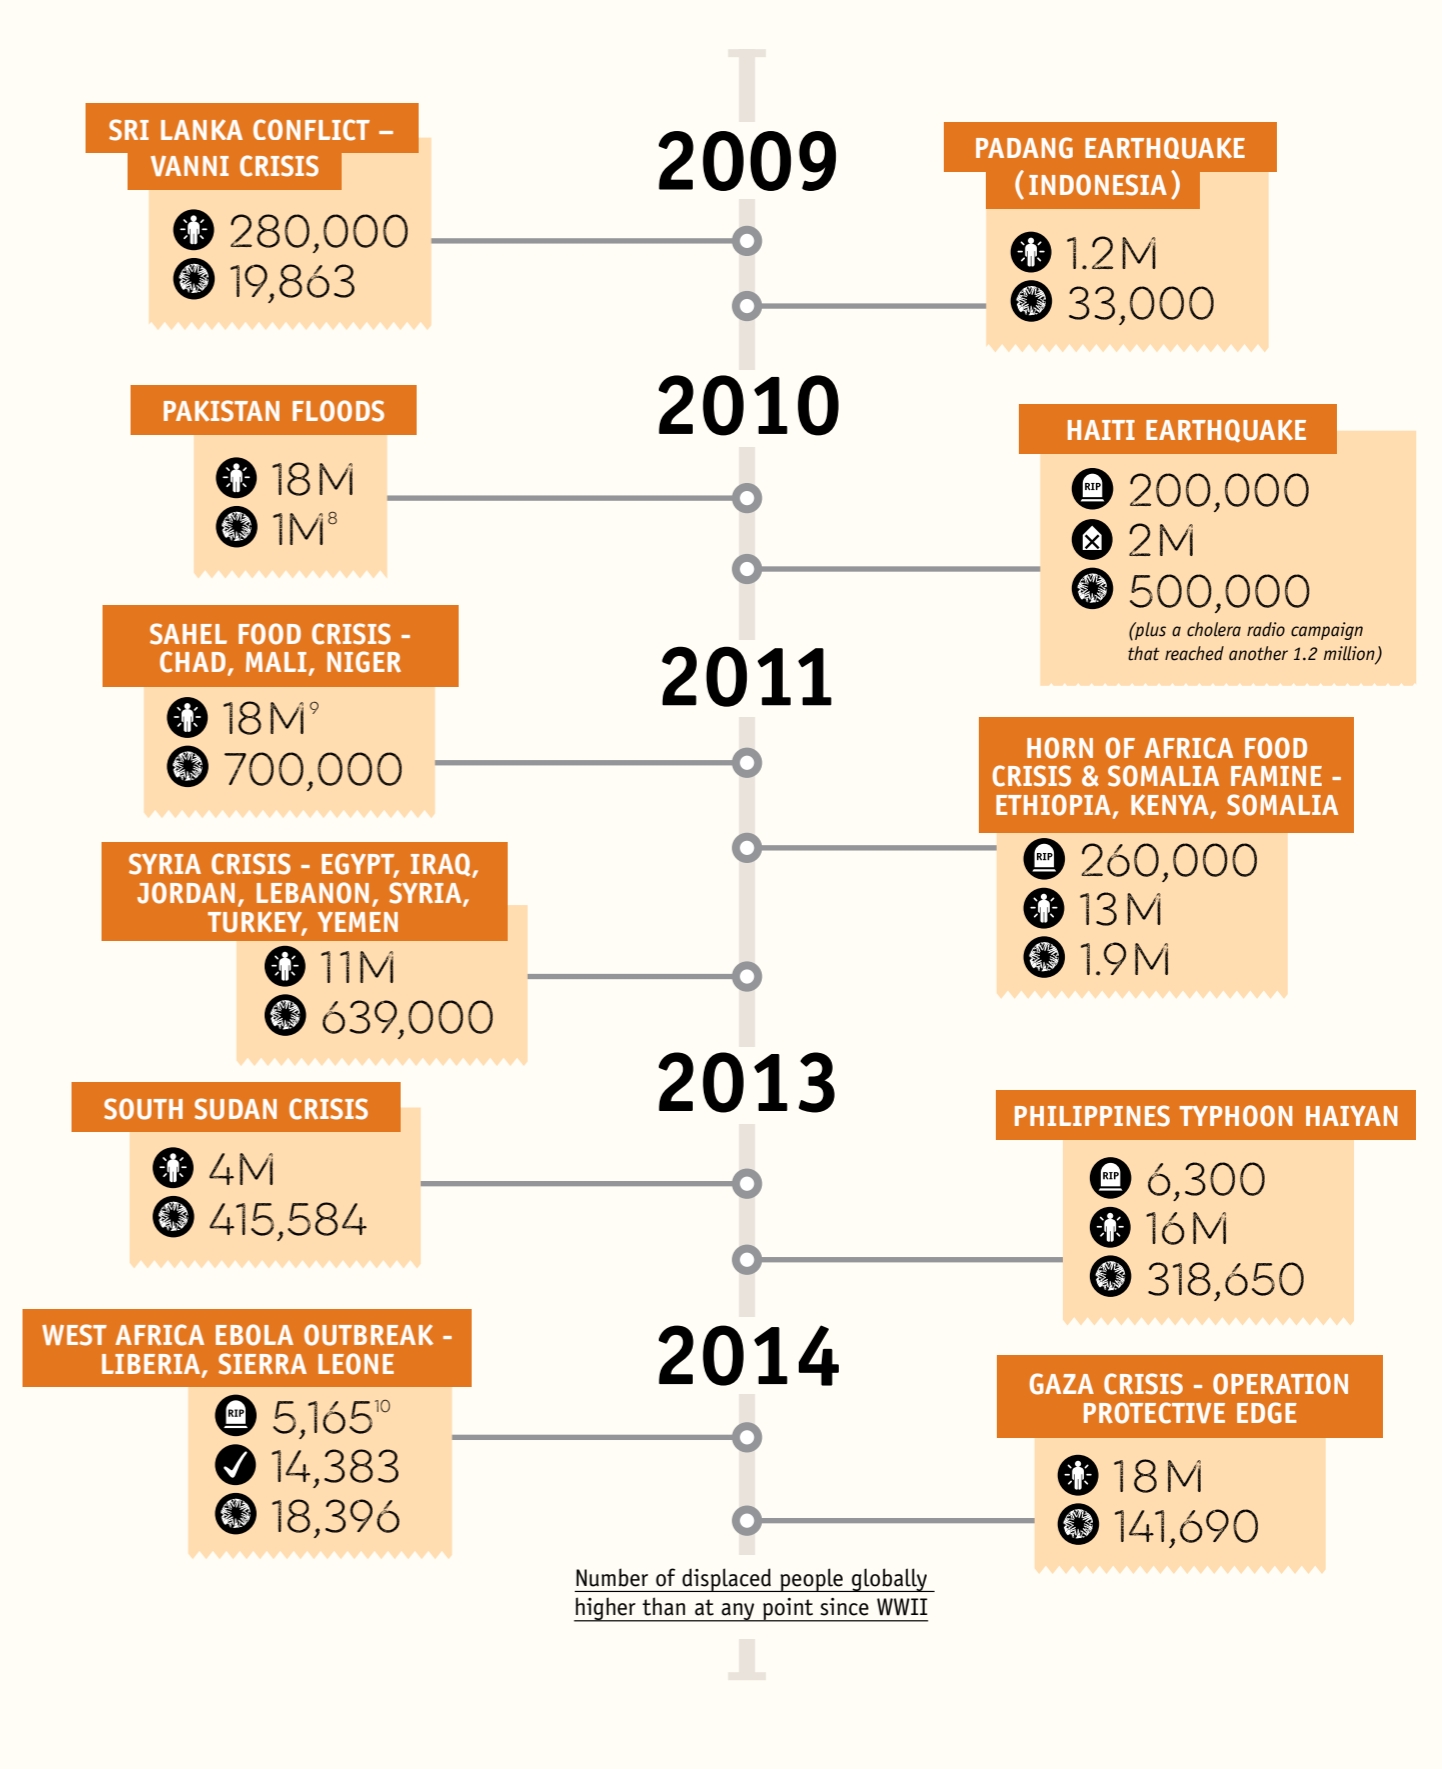 2009
SRI LANKA CONFLICT –
VANNI CRISIS
280,000
19,863
PADANG EARTHQUAKE
(INDONESIA)
1.2M
33,000
2010
PAKISTAN FLOODS
18M
1M⁸
HAITI EARTHQUAKE
RIP
200,000
2M
500,000
(plus a cholera radio campaign
that reached another 1.2 million)
2011
SAHEL FOOD CRISIS -
CHAD, MALI, NIGER
18M⁹
700,000
HORN OF AFRICA FOOD
CRISIS & SOMALIA FAMINE -
ETHIOPIA, KENYA, SOMALIA
RIP
260,000
13M
1.9M
SYRIA CRISIS - EGYPT, IRAQ,
JORDAN, LEBANON, SYRIA,
TURKEY, YEMEN
11M
639,000
2013
SOUTH SUDAN CRISIS
4M
415,584
PHILIPPINES TYPHOON HAIYAN
RIP
6,300
16M
318,650
2014
WEST AFRICA EBOLA OUTBREAK -
LIBERIA, SIERRA LEONE
RIP
5,165¹⁰
14,383
18,396
GAZA CRISIS - OPERATION
PROTECTIVE EDGE
18M
141,690
Number of displaced people globally
higher than at any point since WWII